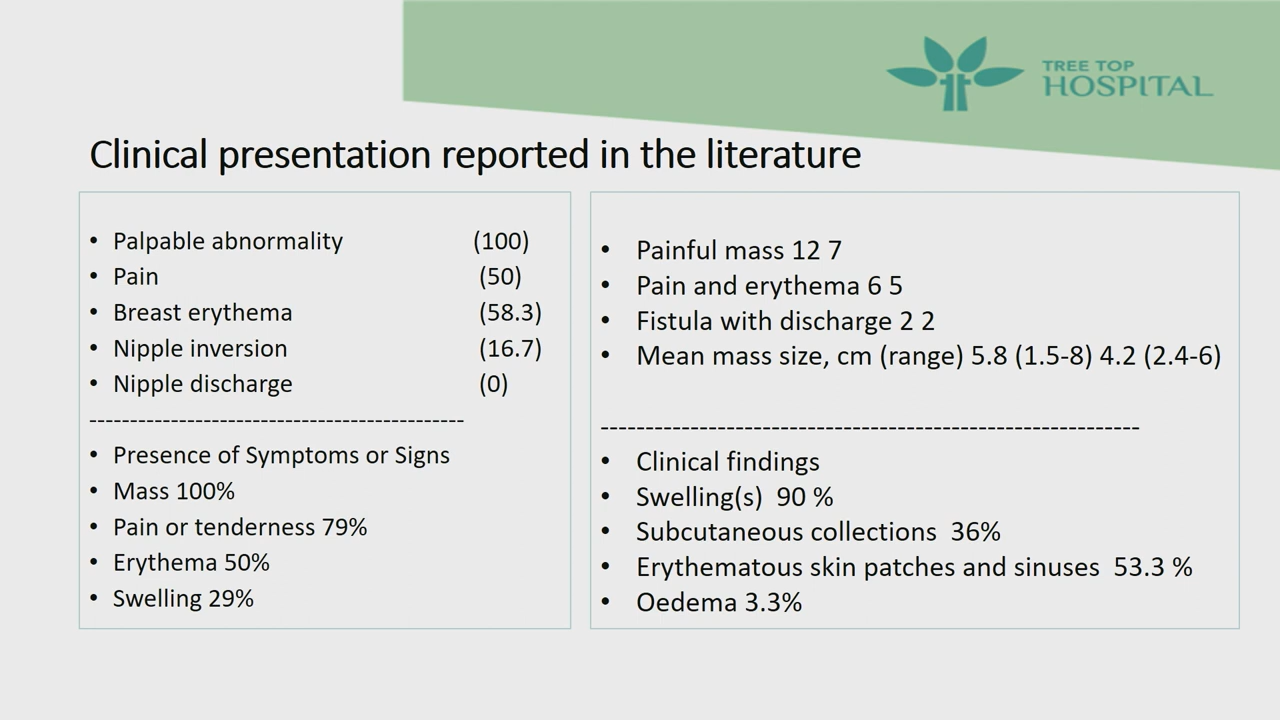 TREE TOP
HOSPITAL
Clinical presentation reported in the literature
• Palpable abnormality (100)
• Pain (50)
• Breast erythema (58.3)
• Nipple inversion (16.7)
• Nipple discharge (0)
----------------------------------------------
• Presence of Symptoms or Signs
• Mass 100%
• Pain or tenderness 79%
• Erythema 50%
• Swelling 29%
• Painful mass 12 7
• Pain and erythema 6 5
• Fistula with discharge 2 2
• Mean mass size, cm (range) 5.8 (1.5-8) 4.2 (2.4-6)
------------------------------------------------------------
• Clinical findings
• Swelling(s) 90 %
• Subcutaneous collections 36%
• Erythematous skin patches and sinuses 53.3 %
• Oedema 3.3%